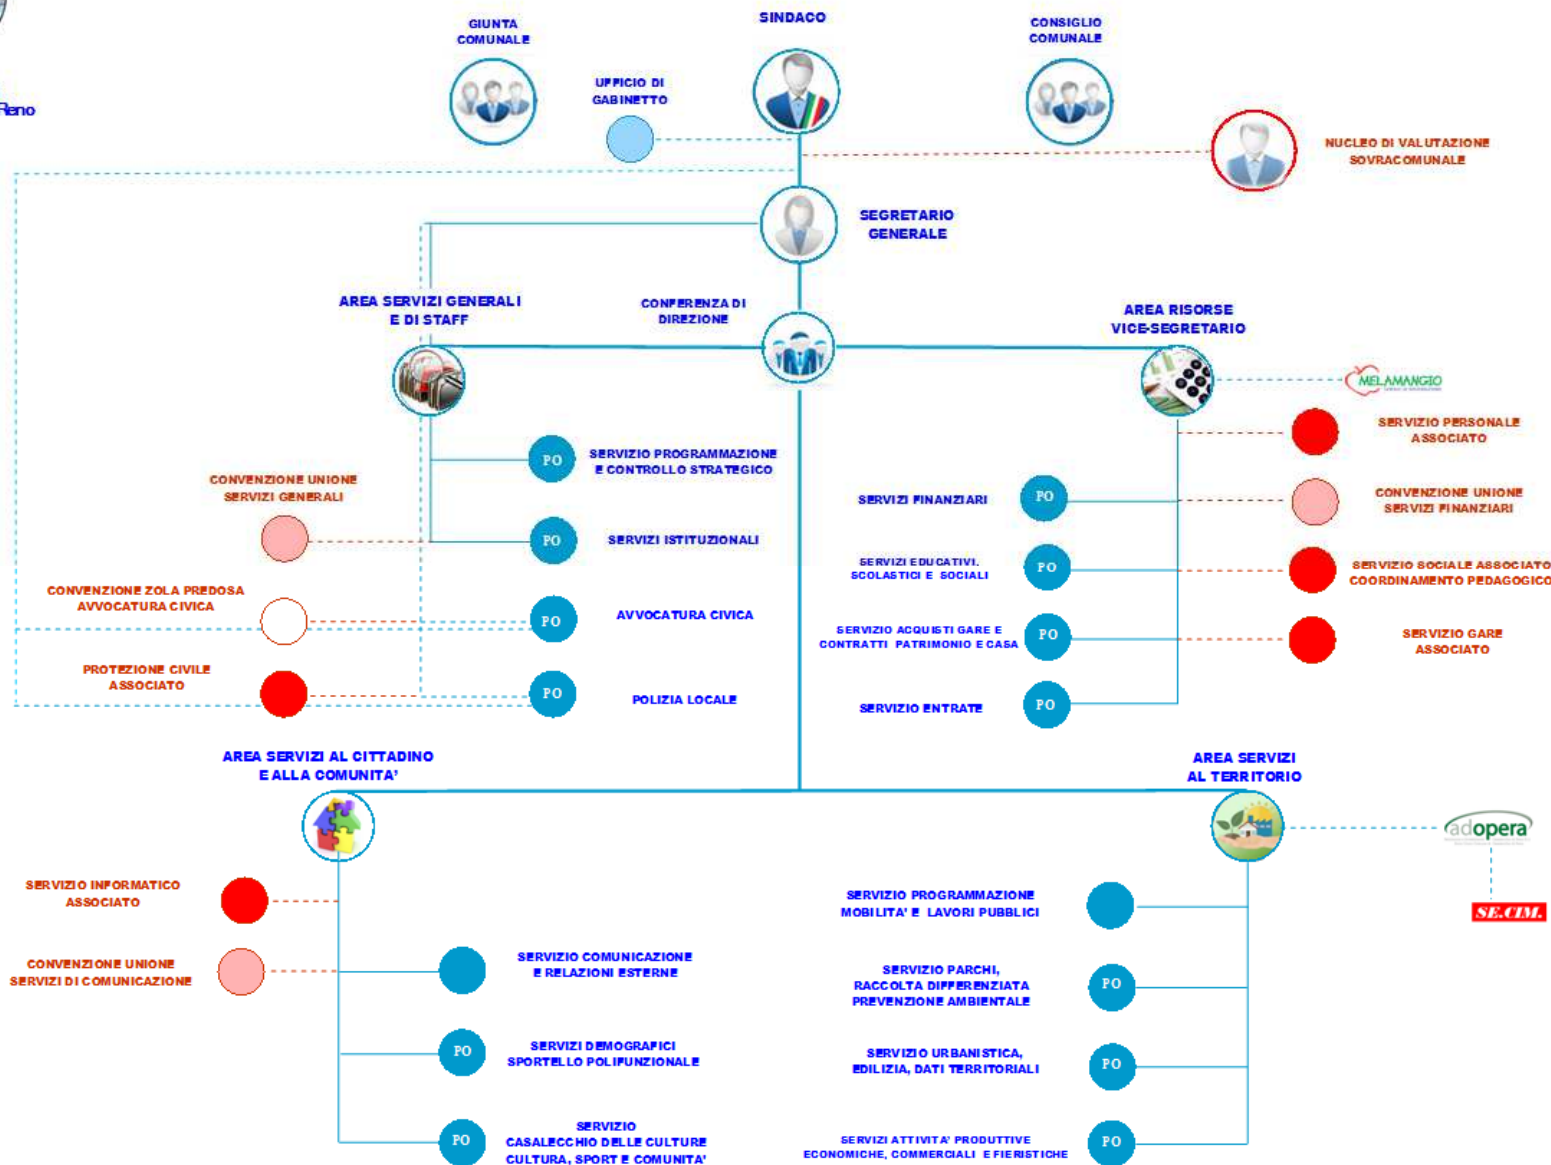 SINDACO
GIUNTA
COMUNALE
CONSIGLIO
COMUNALE
UFFICIO DI
GABINETTO
Reno
NUCLEO DI VALUTAZIONE
SOVRACOMUNALE
SEGRETARIO
GENERALE
AREA SERVIZI GENERALI
E DI STAFF
CONFERENZA DI
DIREZIONE
AREA RISORSE
VICE-SEGRETARIO
MELAMANGIO
PO
SERVIZIO PROGRAMMAZIONE
E CONTROLLO STRATEGICO
CONVENZIONE UNIONE
SERVIZI GENERALI
PO
SERVIZI ISTITUZIONALI
CONVENZIONE ZOLA PREDOSA
AVVOCATURA CIVICA
PO
AVVOCATURA CIVICA
PROTEZIONE CIVILE
ASSOCIATO
PO
POLIZIA LOCALE
SERVIZIO PERSONALE
ASSOCIATO
SERVIZI FINANZIARI
PO
CONVENZIONE UNIONE
SERVIZI FINANZIARI
SERVIZI EDUCATIVI.
SCOLASTICI E SOCIALI
PO
SERVIZIO SOCIALE ASSOCIATO
COORDINAMENTO PEDAGOGICO
SERVIZIO ACQUISTI GARE E
CONTRATTI PATRIMONIO E CASA
PO
SERVIZIO GARE
ASSOCIATO
SERVIZIO ENTRATE
PO
AREA SERVIZI AL CITTADINO
E ALLA COMUNITA'
AREA SERVIZI
AL TERRITORIO
adopera
SE.CIM.
SERVIZIO INFORMATICO
ASSOCIATO
CONVENZIONE UNIONE
SERVIZI DI COMUNICAZIONE
SERVIZIO COMUNICAZIONE
E RELAZIONI ESTERNE
PO
SERVIZI DEMOGRAFICI
SPORTELLO POLIFUNZIONALE
PO
SERVIZIO
CASALECCHIO DELLE CULTURE
CULTURA, SPORT E COMUNITA'
SERVIZIO PROGRAMMAZIONE
MOBILITA' E LAVORI PUBBLICI
SERVIZIO PARCHI,
RACCOLTA DIFFERENZIATA
PREVENZIONE AMBIENTALE
PO
SERVIZIO URBANISTICA,
EDILIZIA, DATI TERRITORIALI
PO
SERVIZI ATTIVITA' PRODUTTIVE
ECONOMICHE, COMMERCIALI E FIERISTICHE
PO